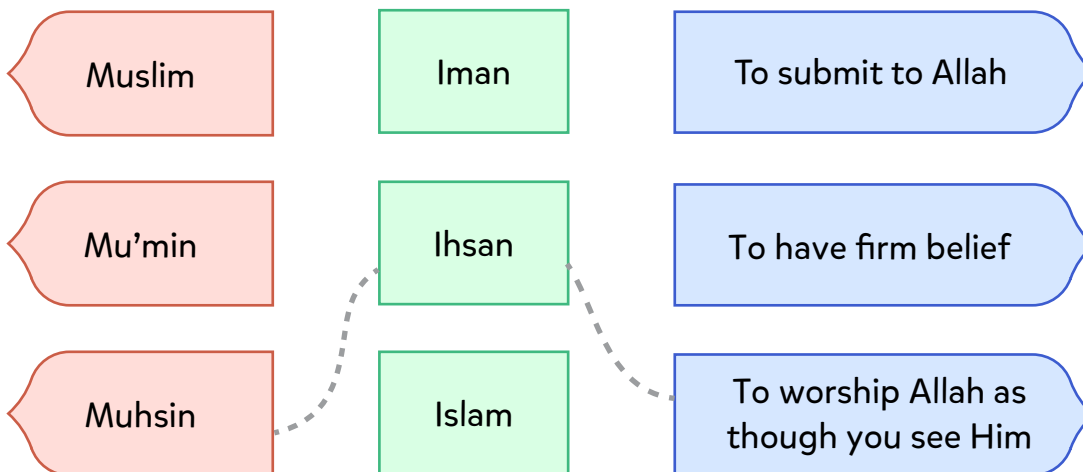 Muslim
Iman
To submit to Allah
Mu’min
Ihsan
To have firm belief
Muhsin
Islam
To worship Allah as
though you see Him